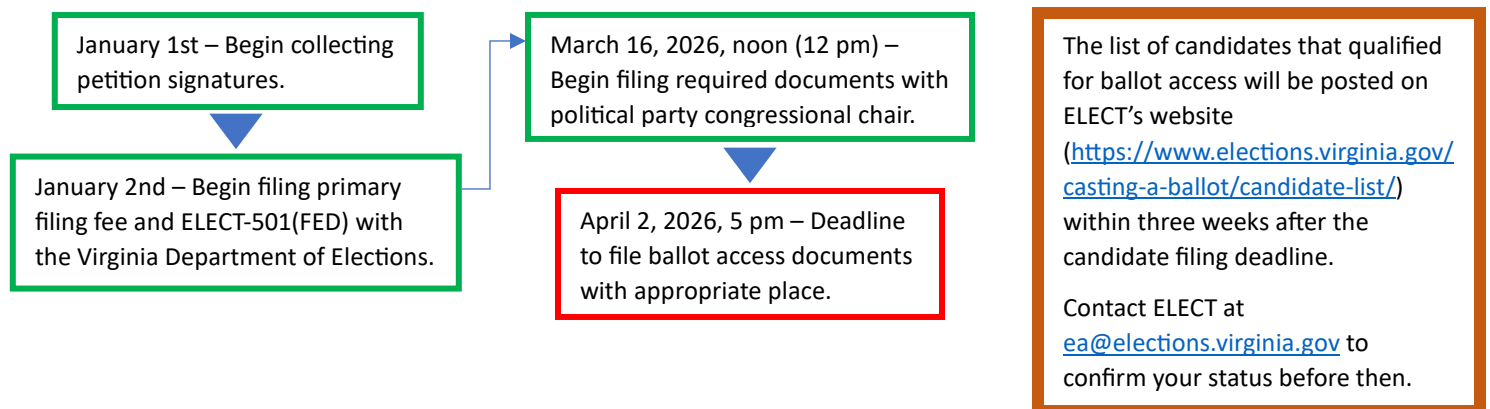 January 1st – Begin collecting
petition signatures.
January 2nd – Begin filing primary
filing fee and ELECT-501(FED) with
the Virginia Department of Elections.
March 16, 2026, noon (12 pm) –
Begin filing required documents with
political party congressional chair.
April 2, 2026, 5 pm – Deadline
to file ballot access documents
with appropriate place.
The list of candidates that qualified
for ballot access will be posted on
ELECT’s website
(https://www.elections.virginia.gov/
casting-a-ballot/candidate-list/)
within three weeks after the
candidate filing deadline.
Contact ELECT at
ea@elections.virginia.gov to
confirm your status before then.